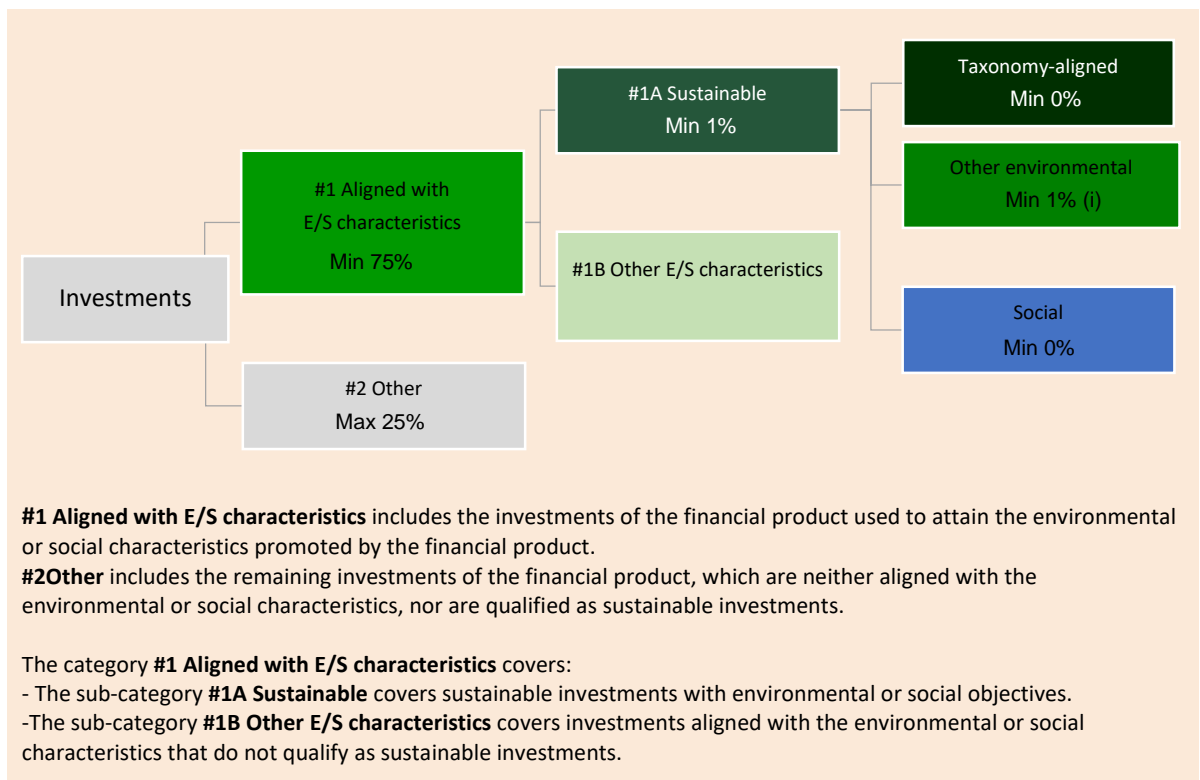 Taxonomy-aligned
Min 0%
#1A Sustainable
Min 1%
Other environmental
Min 1% (i)
#1 Aligned with
E/S characteristics
Min 75%
#1B Other E/S characteristics
Investments
Social
Min 0%
#2 Other
Max 25%
#1 Aligned with E/S characteristics includes the investments of the financial product used to attain the environmental
or social characteristics promoted by the financial product.
#2Other includes the remaining investments of the financial product, which are neither aligned with the
environmental or social characteristics, nor are qualified as sustainable investments.
The category #1 Aligned with E/S characteristics covers:
- The sub-category #1A Sustainable covers sustainable investments with environmental or social objectives.
-The sub-category #1B Other E/S characteristics covers investments aligned with the environmental or social
characteristics that do not qualify as sustainable investments.